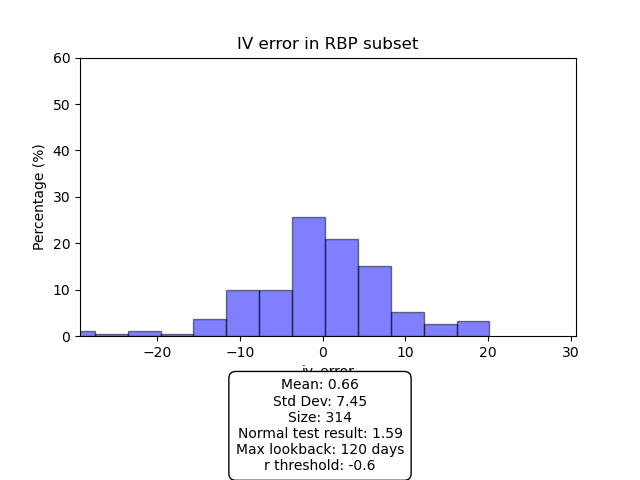 IV error in RBP subset
60
50
40
30
20
10
0
Percentage (%)
−20
−10
0
10
20
30
iv_error
Mean: 0.66
Std Dev: 7.45
Size: 314
Normal test result: 1.59
Max lookback: 120 days
r threshold: -0.6